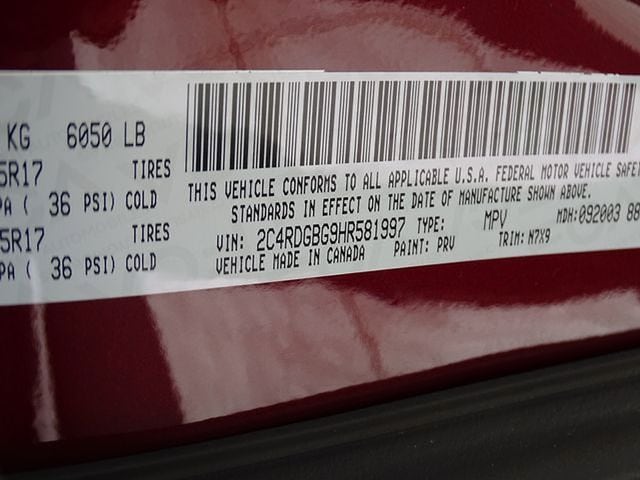 KG 6050 LB
5R17 TIRES
PA ( 36 PSI) COLD
5R17 TIRES
PA ( 36 PSI) COLD
THIS VEHICLE CONFORMS TO ALL APPLICABLE U.S.A. FEDERAL MOTOR VEHICLE SAFET
STANDARDS IN EFFECT ON THE DATE OF MANUFACTURE SHOWN ABOVE.
VIN: 2C4RDGBG9HR581997 TYPE: MPV MDH:092003 88
VEHICLE MADE IN CANADA PAINT: PRV TRIM: N7X9